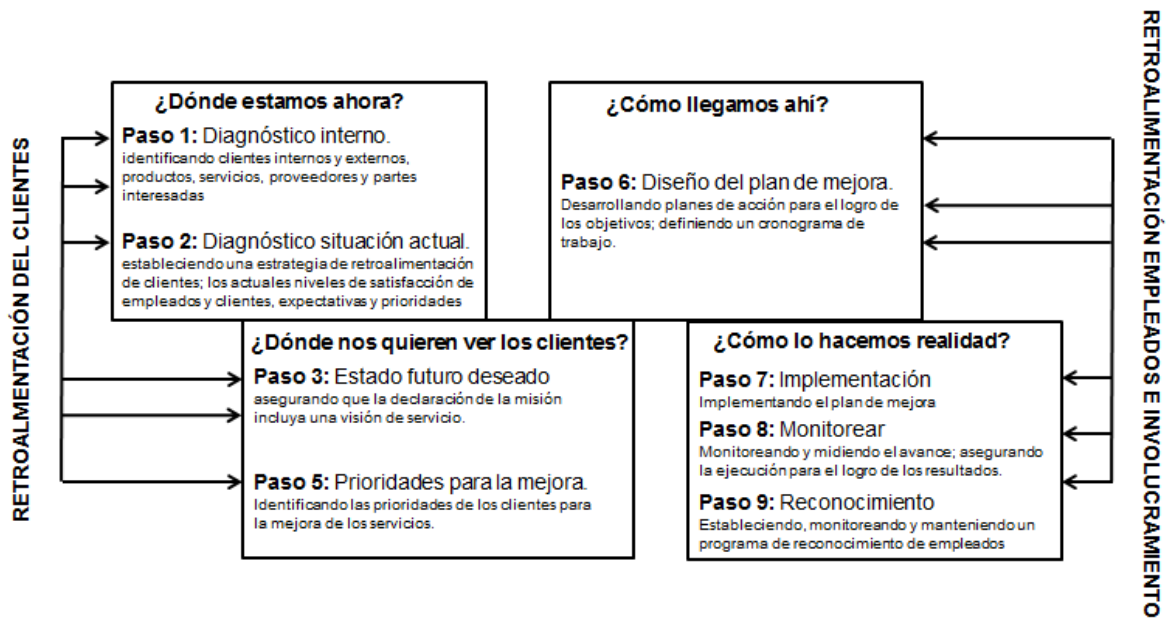 RETROALMENTACIÓN DEL CLIENTES
¿Dónde estamos ahora?
Paso 1: Diagnóstico interno.
identificando clientes internos y externos,
productos, servicios, proveedores y partes
interesadas
Paso 2: Diagnóstico situación actual.
estableciendo una estrategia de retroalimentación
de clientes; los actuales niveles de satisfacción de
empleados y clientes, expectativas y prioridades
¿Dónde nos quieren ver los clientes?
Paso 3: Estado futuro deseado
asegurando que la declaración de la misión
incluya una visión de servicio.
Paso 5: Prioridades para la mejora.
Identificando las prioridades de los clientes para
la mejora de los servicios.
¿Cómo llegamos ahí?
Paso 6: Diseño del plan de mejora.
Desarrollando planes de acción para el logro de
los objetivos; definiendo un cronograma de
trabajo.
¿Cómo lo hacemos realidad?
Paso 7: Implementación
Implementando el plan de mejora
Paso 8: Monitorear
Monitoreando y midiendo el avance; asegurando
la ejecución para el logro de los resultados.
Paso 9: Reconocimiento
Estableciendo, monitoreando y manteniendo un
programa de reconocimiento de empleados
RETROALIMENTACIÓN EMPLEADOS E INVOLUCRAMIENTO